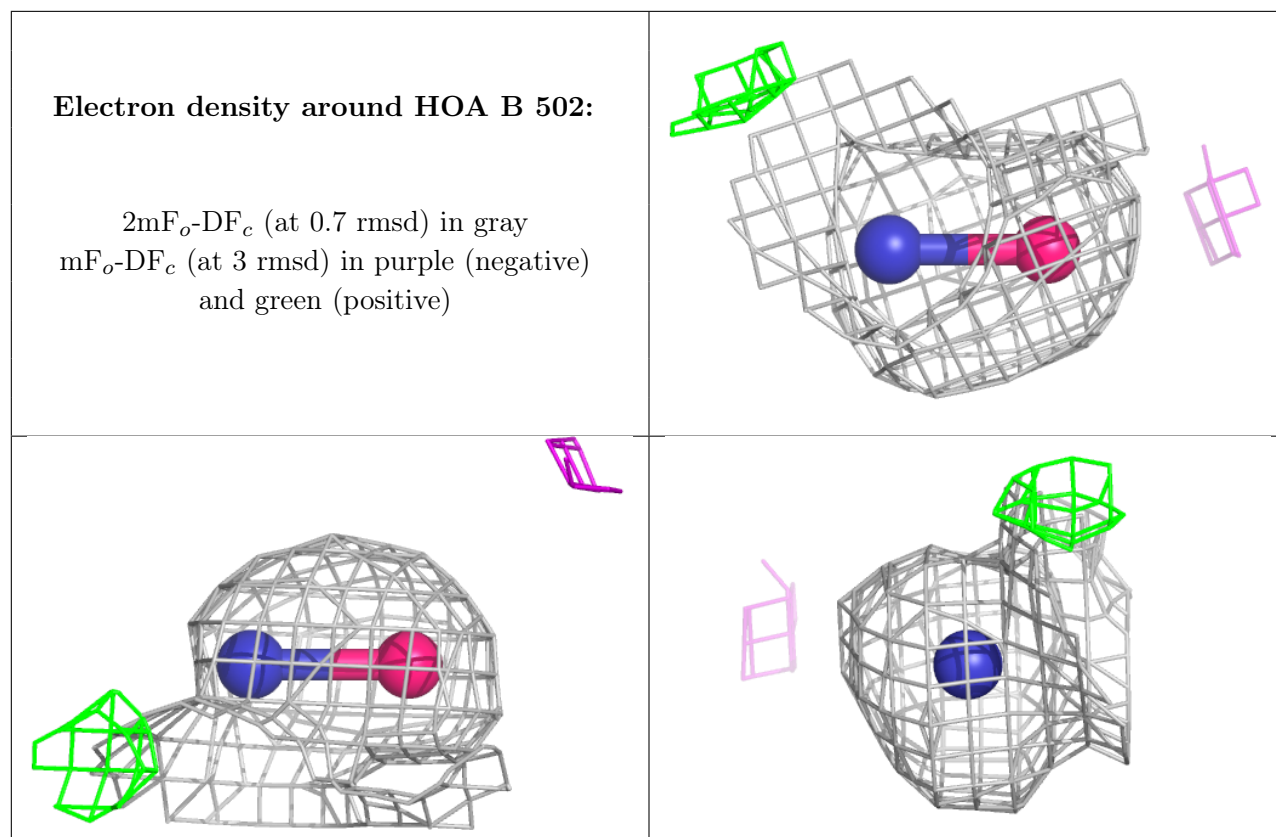 Electron density around HOA B 502:
2mFo-DFc (at 0.7 rmsd) in gray
mFo-DFc (at 3 rmsd) in purple (negative)
and green (positive)